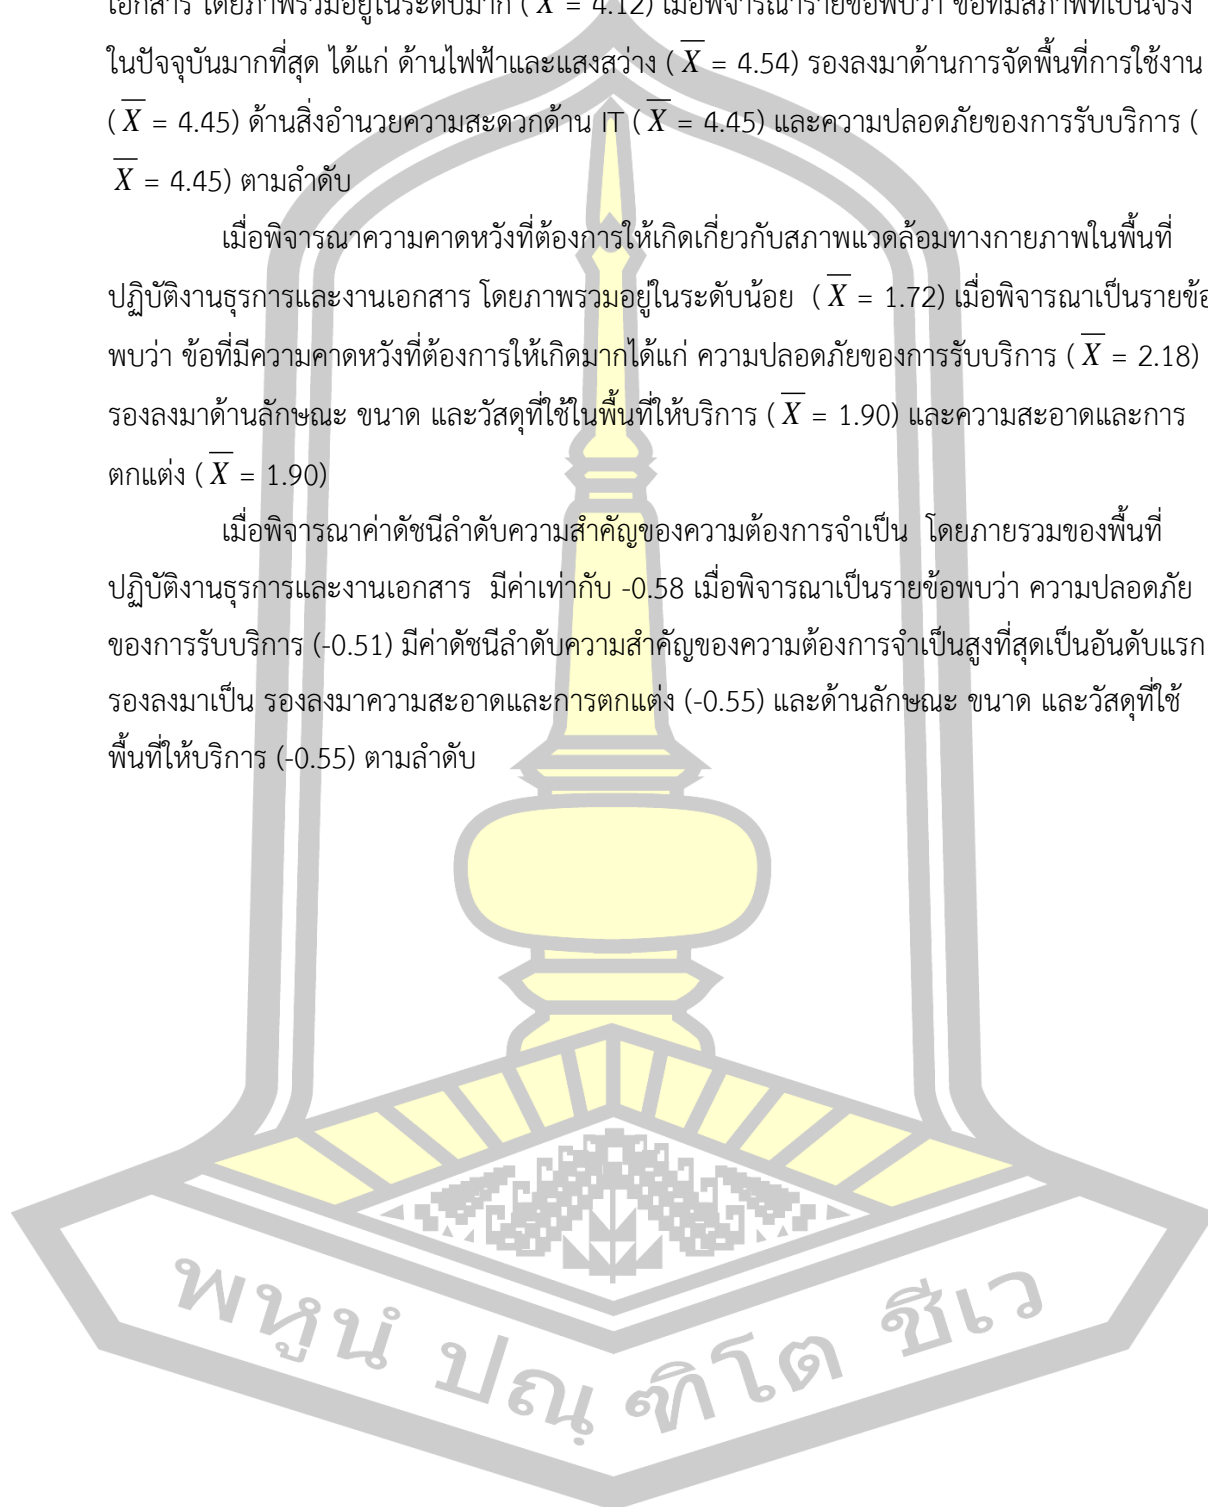 เอกสาร โดยภาพรวมอยู่ในระดับมาก ( X̄ = 4.12) เมื่อพิจารณารายข้อพบว่า ข้อที่มีสภาพที่เป็นจริง
ในปัจจุบันมากที่สุด ได้แก่ ด้านไฟฟ้าและแสงสว่าง ( X̄ = 4.54) รองลงมาด้านการจัดพื้นที่การใช้งาน
( X̄ = 4.45) ด้านสิ่งอำนวยความสะดวกด้าน IT ( X̄ = 4.45) และความปลอดภัยของการรับบริการ (
X̄ = 4.45) ตามลำดับ
เมื่อพิจารณาความคาดหวังที่ต้องการให้เกิดเกี่ยวกับสภาพแวดล้อมทางกายภาพในพื้นที่
ปฏิบัติงานธุรการและงานเอกสาร โดยภาพรวมอยู่ในระดับน้อย ( X̄ = 1.72) เมื่อพิจารณาเป็นรายข้อ
พบว่า ข้อที่มีความคาดหวังที่ต้องการให้เกิดมากได้แก่ ความปลอดภัยของการรับบริการ ( X̄ = 2.18)
รองลงมาด้านลักษณะ ขนาด และวัสดุที่ใช้ในพื้นที่ให้บริการ ( X̄ = 1.90) และความสะอาดและการ
ตกแต่ง ( X̄ = 1.90)
เมื่อพิจารณาค่าดัชนีลำดับความสำคัญของความต้องการจำเป็น โดยภายรวมของพื้นที่
ปฏิบัติงานธุรการและงานเอกสาร มีค่าเท่ากับ -0.58 เมื่อพิจารณาเป็นรายข้อพบว่า ความปลอดภัย
ของการรับบริการ (-0.51) มีค่าดัชนีลำดับความสำคัญของความต้องการจำเป็นสูงที่สุดเป็นอันดับแรก
รองลงมาเป็น รองลงมาความสะอาดและการตกแต่ง (-0.55) และด้านลักษณะ ขนาด และวัสดุที่ใช้
พื้นที่ให้บริการ (-0.55) ตามลำดับ
พหูนํ ปณฺฑิโต ชีเว